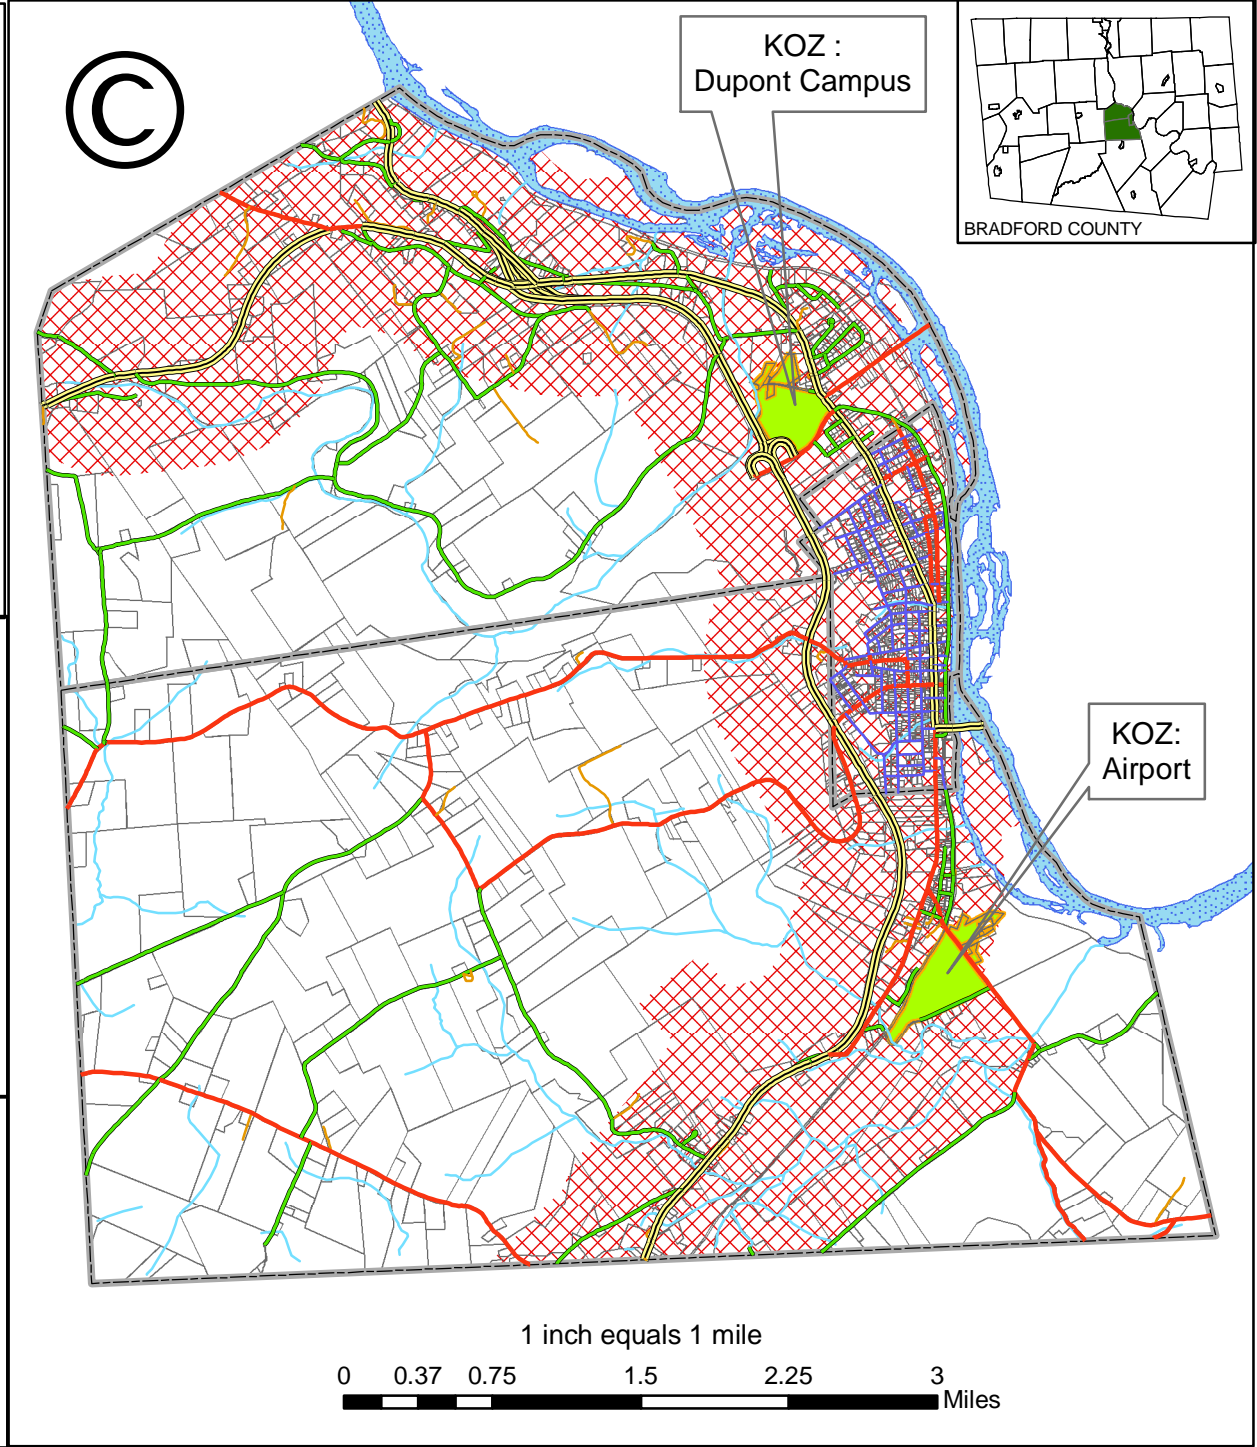 ©
KOZ :
Dupont Campus
BRADFORD COUNTY
KOZ:
Airport
1 inch equals 1 mile
0 0.37 0.75 1.5 2.25 3
Miles